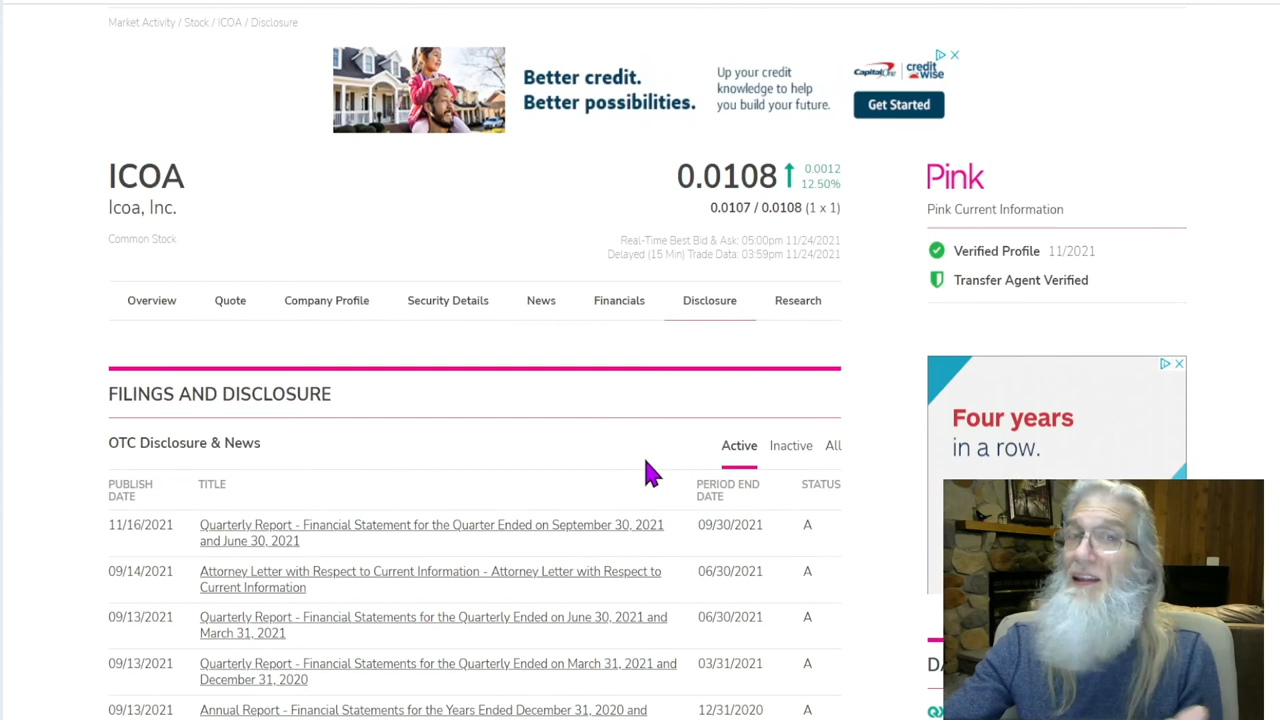 Market Activity / Stock / ICOA / Disclosure
Better credit.
Better possibilities.
Up your credit
knowledge to help
you build your future.
Capital One
credit
wise
Get Started
ICOA
Icoa, Inc.
Common Stock
0.0108
0.0012
12.50%
0.0107 / 0.0108 (1 x 1)
Real-Time Best Bid & Ask: 05:00pm 11/24/2021
Delayed (15 Min) Trade Data: 03:59pm 11/24/2021
Pink
Pink Current Information
Verified Profile 11/2021
Transfer Agent Verified
Overview Quote Company Profile Security Details News Financials Disclosure Research
FILINGS AND DISCLOSURE
OTC Disclosure & News
Active Inactive All
PUBLISH
DATE
TITLE
PERIOD END
DATE
STATUS
11/16/2021 Quarterly Report - Financial Statement for the Quarter Ended on September 30, 2021 09/30/2021 A
and June 30, 2021
09/14/2021 Attorney Letter with Respect to Current Information - Attorney Letter with Respect to 06/30/2021 A
Current Information
09/13/2021 Quarterly Report - Financial Statements for the Quarterly Ended on June 30, 2021 and 06/30/2021 A
March 31, 2021
09/13/2021 Quarterly Report - Financial Statements for the Quarterly Ended on March 31, 2021 and 03/31/2021 A
December 31, 2020
09/13/2021 Annual Report - Financial Statements for the Years Ended December 31, 2020 and 12/31/2020 A
Four years
in a row.